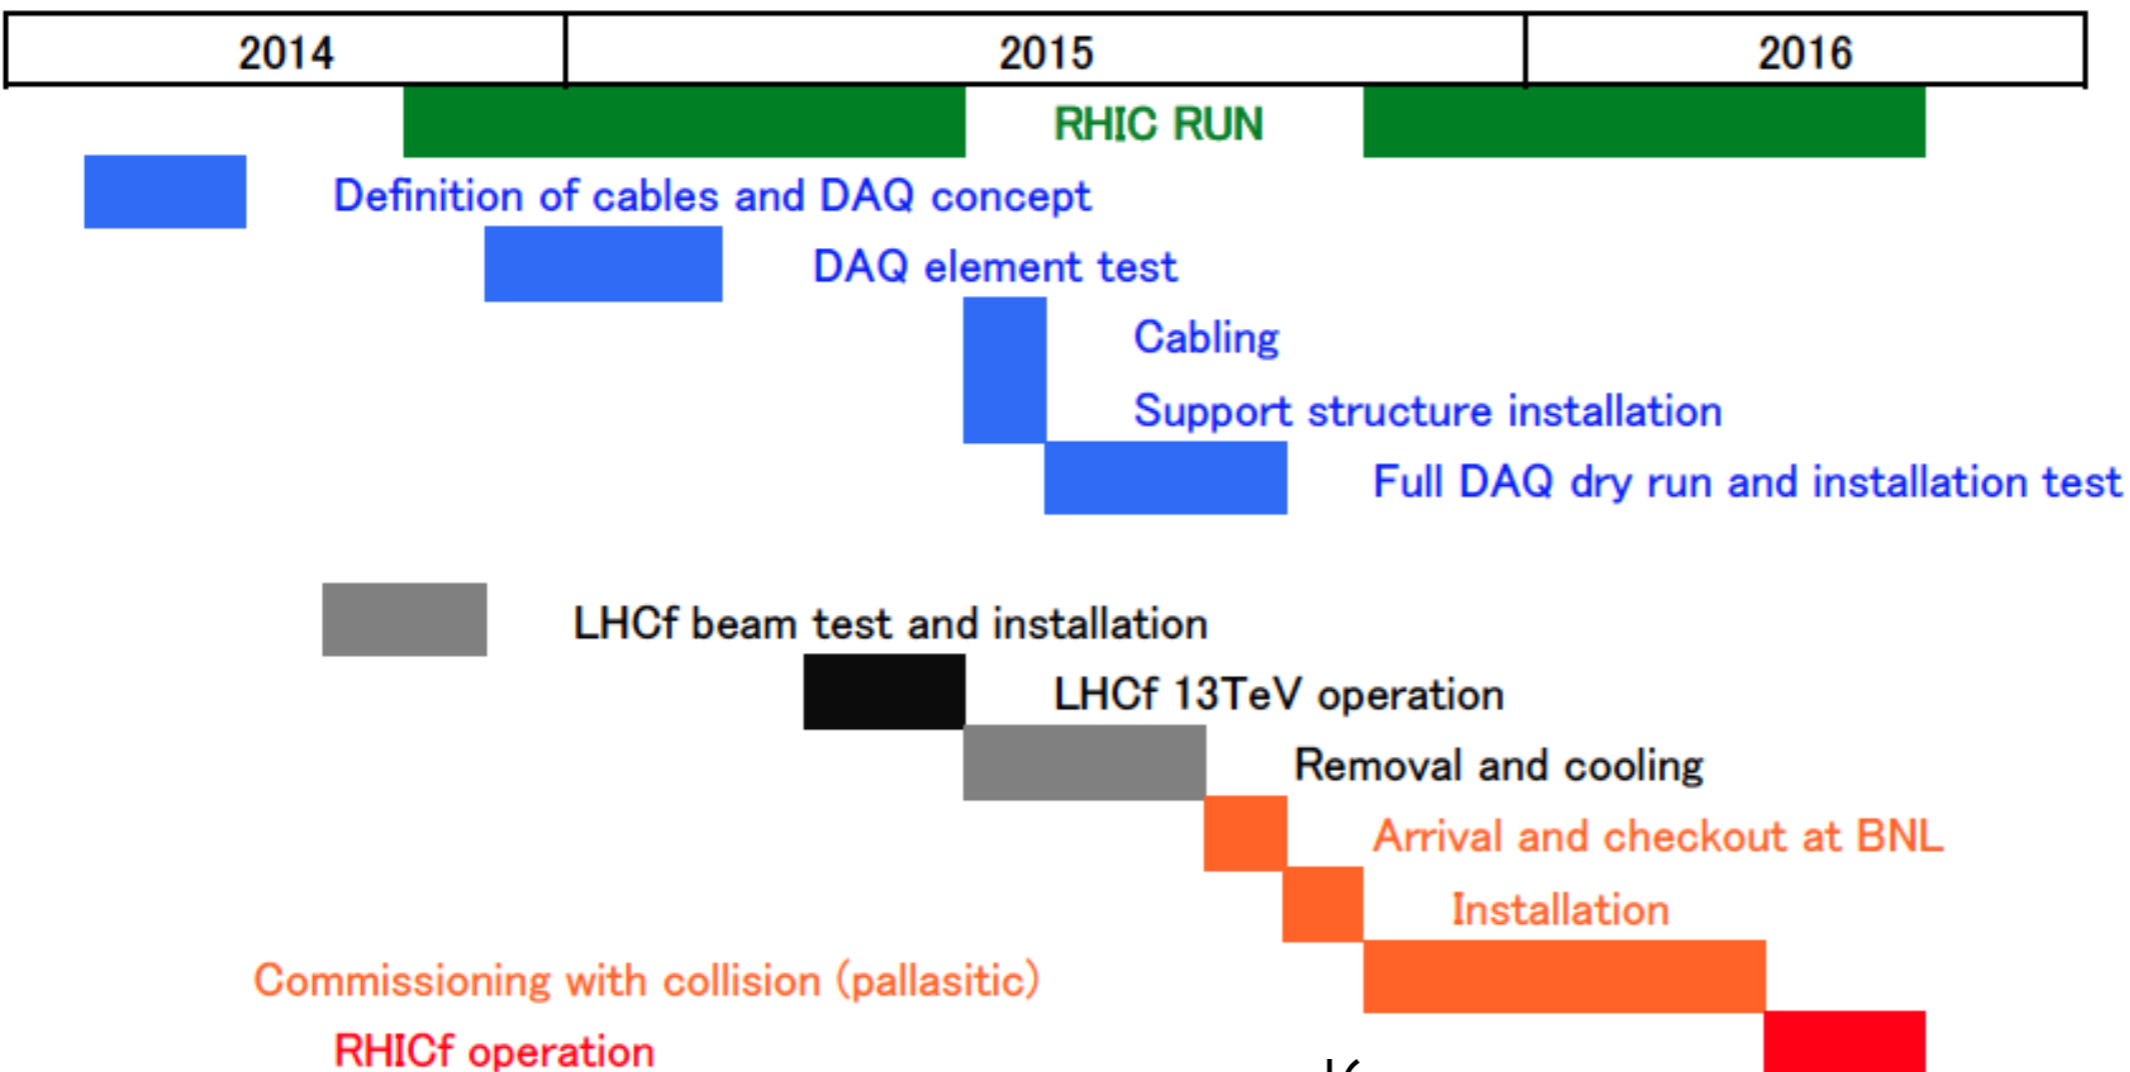 2014 2015 2016
RHIC RUN
Definition of cables and DAQ concept
DAQ element test
Cabling
Support structure installation
Full DAQ dry run and installation test
LHCf beam test and installation
LHCf 13TeV operation
Removal and cooling
Arrival and checkout at BNL
Installation
Commissioning with collision (pallasitic)
RHICf operation